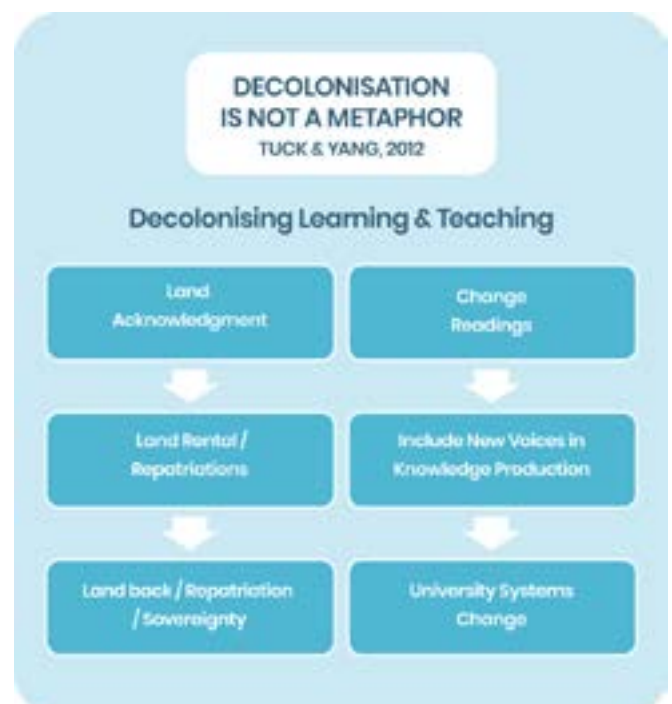 DECOLONISATION
IS NOT A METAPHOR
TUCK & YANG, 2012
Decolonising Learning & Teaching
Land
Acknowledgment
Change
Readings
Land Rental /
Repatriations
Include New Voices in
Knowledge Production
Land back / Repatriation
/ Sovereignty
University Systems
Change